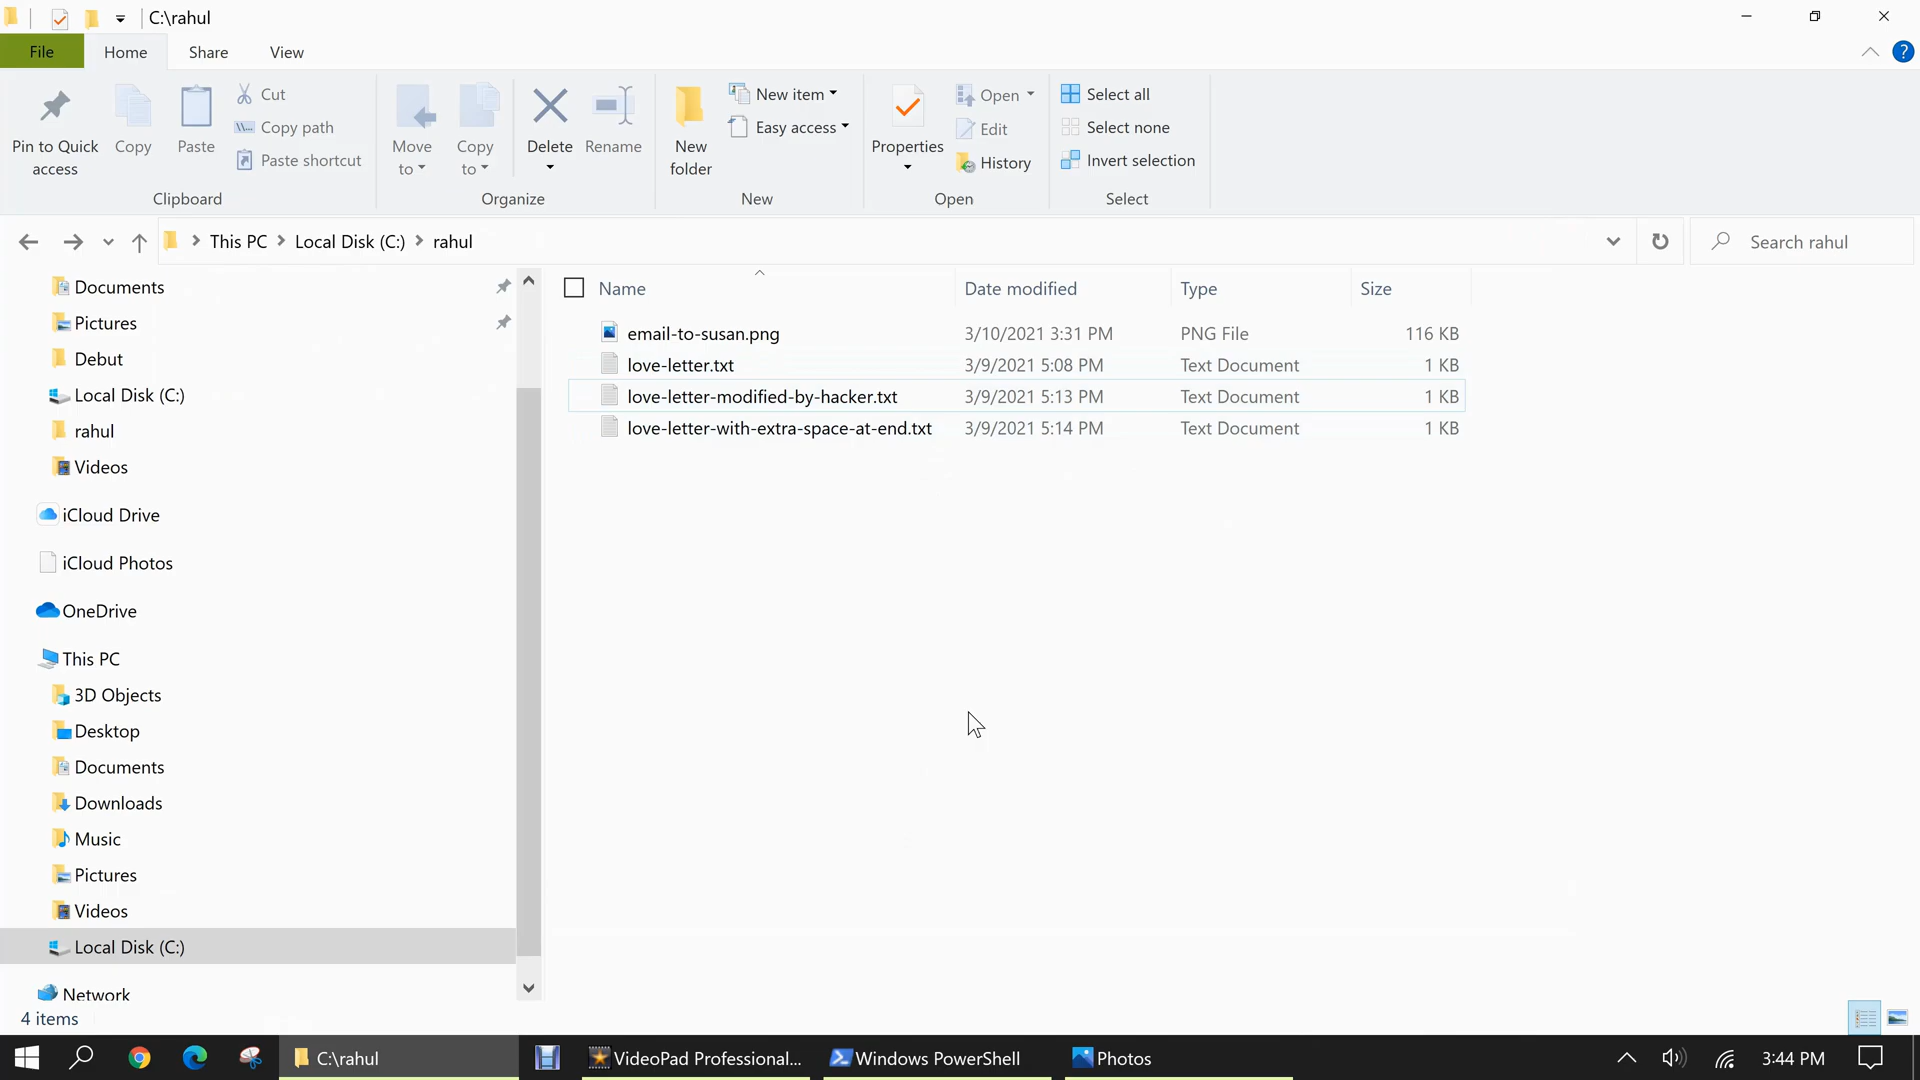 C:\rahul
File
Home
Share
View
Pin to Quick access
Copy
Paste
Cut
Copy path
Paste shortcut
Clipboard
Move to
Copy to
Delete
Rename
Organize
New folder
New item
Easy access
New
Properties
Open
Edit
History
Open
Select all
Select none
Invert selection
Select
This PC
Local Disk (C:)
rahul
Search rahul
Documents
Pictures
Debut
Local Disk (C:)
rahul
Videos
iCloud Drive
iCloud Photos
OneDrive
This PC
3D Objects
Desktop
Documents
Downloads
Music
Pictures
Videos
Local Disk (C:)
Network
Name Date modified Type Size
email-to-susan.png 3/10/2021 3:31 PM PNG File 116 KB
love-letter.txt 3/9/2021 5:08 PM Text Document 1 KB
love-letter-modified-by-hacker.txt 3/9/2021 5:13 PM Text Document 1 KB
love-letter-with-extra-space-at-end.txt 3/9/2021 5:14 PM Text Document 1 KB
4 items
C:\rahul
VideoPad Professional...
Windows PowerShell
Photos
3:44 PM